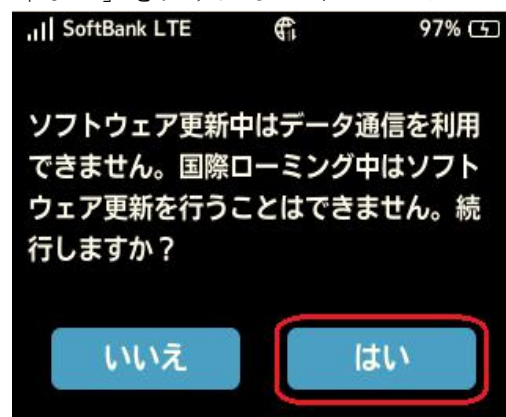 SoftBank LTE 97%
ソフトウェア更新中はデータ通信を利用
できません。国際ローミング中はソフト
ウェア更新を行うことはできません。続
行しますか？
いいえ はい